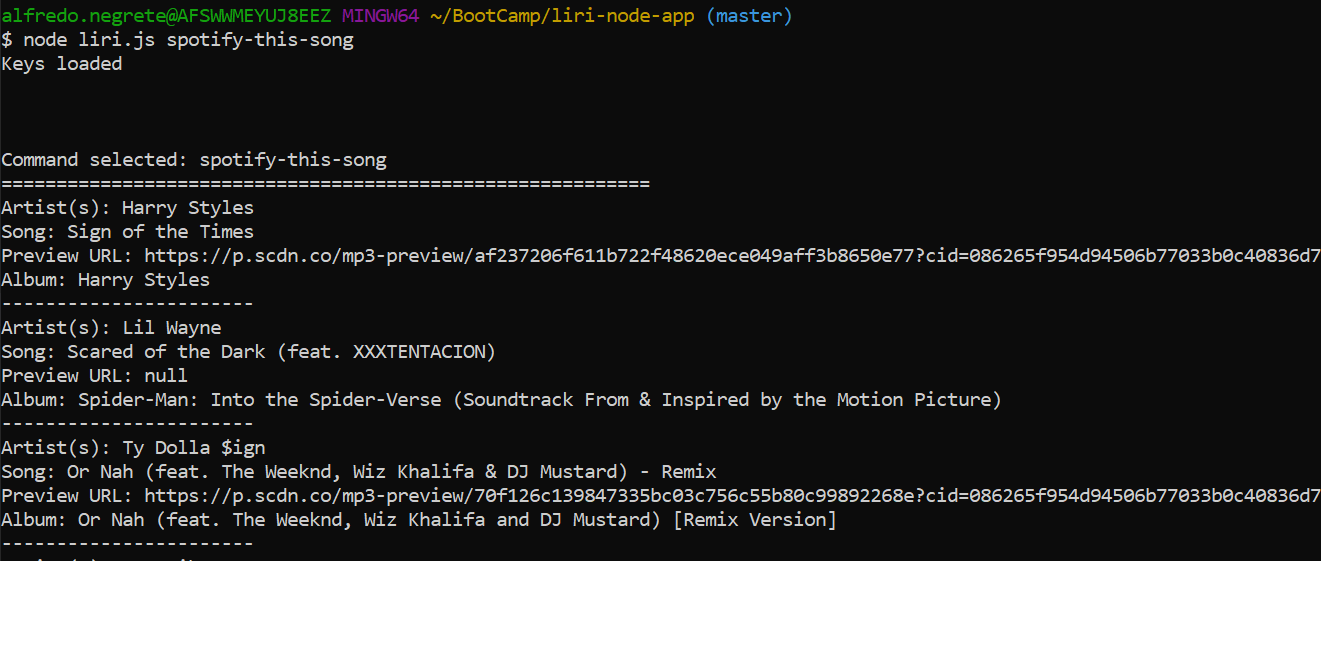 alfredo.negrete@AFSWWMEYUJ8EEZ MINGW64 ~/BootCamp/liri-node-app (master)
$ node liri.js spotify-this-song
Keys loaded
Command selected: spotify-this-song
===========================================================
Artist(s): Harry Styles
Song: Sign of the Times
Preview URL: https://p.scdn.co/mp3-preview/af237206f611b722f48620ece049aff3b8650e77?cid=086265f954d94506b77033b0c40836d7
Album: Harry Styles
-----------------------
Artist(s): Lil Wayne
Song: Scared of the Dark (feat. XXXTENTACION)
Preview URL: null
Album: Spider-Man: Into the Spider-Verse (Soundtrack From & Inspired by the Motion Picture)
-----------------------
Artist(s): Ty Dolla $ign
Song: Or Nah (feat. The Weeknd, Wiz Khalifa & DJ Mustard) - Remix
Preview URL: https://p.scdn.co/mp3-preview/70f126c139847335bc03c756c55b80c99892268e?cid=086265f954d94506b77033b0c40836d7
Album: Or Nah (feat. The Weeknd, Wiz Khalifa and DJ Mustard) [Remix Version]
-----------------------